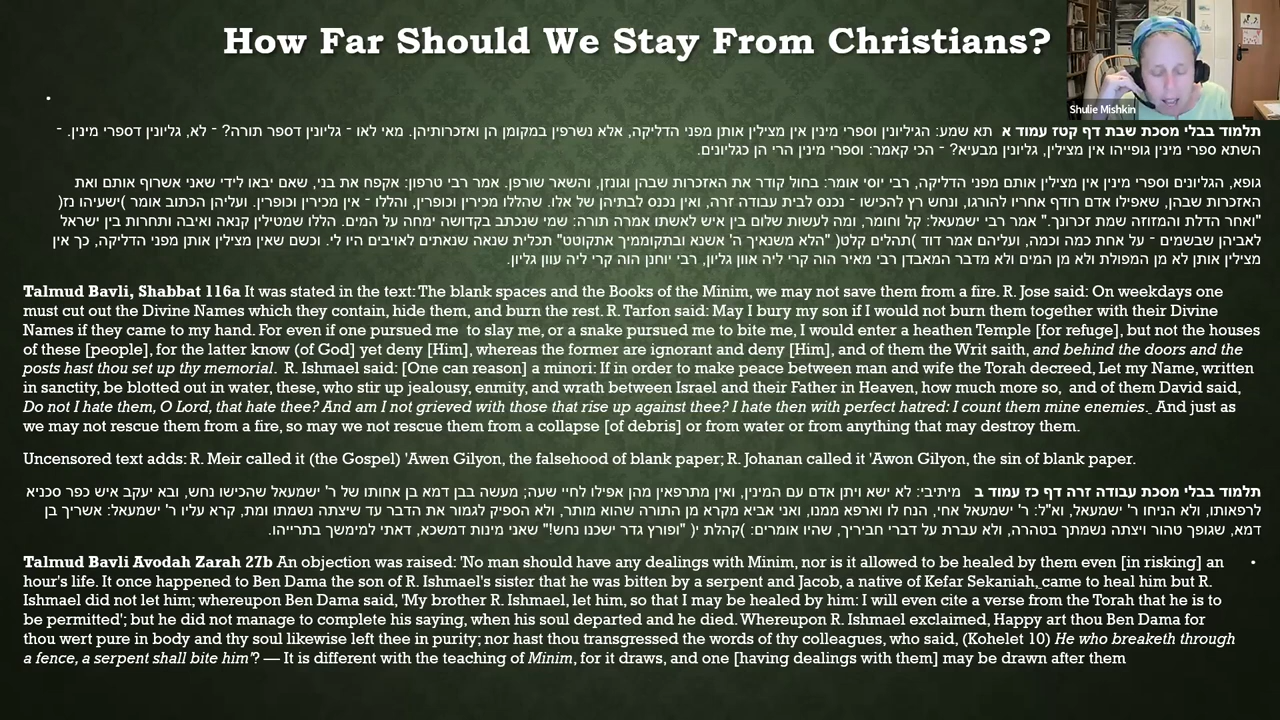 How Far Should We Stay From Christians?
Shulie Mishkin
תלמוד בבלי מסכת שבת דף קטז עמוד א תא שמע: הגיליונין וספרי מינין אין מצילין אותן מפני הדליקה, אלא נשרפין במקומן הן ואזכרותיהן. מאי לאו - גליונין דספר תורה? - לא, גליונין דספרי מינין. -
השתא ספרי מינין גופייהו אין מצילין, גליונין מבעיא? - הכי קאמר: וספרי מינין הרי הן כגליונים.
גופא, הגליונים וספרי מינין אין מצילין אותם מפני הדליקה, רבי יוסי אומר: בחול קודר את האזכרות שבהן וגונזן, והשאר שורפן. אמר רבי טרפון: אקפח את בני, שאם יבאו לידי שאני אשרוף אותם ואת
האזכרות שבהן, שאפילו אדם רודף אחריו להורגו, ונחש רץ להכישו - נכנס לבית עבודה זרה, ואין נכנס לבתיהן של אלו. שהללו מכירין וכופרין, והללו - אין מכירין וכופרין. ועליהן הכתוב אומר )ישעיהו נז(
"ואחר הדלת והמזוזה שמת זכרונך." אמר רבי ישמעאל: קל וחומר, ומה לעשות שלום בין איש לאשתו אמרה תורה: שמי שנכתב בקדושה ימחה על המים. הללו שמטילין קנאה ואיבה ותחרות בין ישראל
לאביהן שבשמים - על אחת כמה וכמה, ועליהם אמר דוד )תהלים קלט( "הלא משנאיך ה' אשנא ובתקוממיך אתקוטט" תכלית שנאה שנאתים לאויבים היו לי. וכשם שאין מצילין אותן מפני הדליקה, כך אין
מצילין אותן לא מן המפולת ולא מן המים ולא מדבר המאבדן רבי מאיר הוה קרי ליה אוון גליון, רבי יוחנן הוה קרי ליה עוון גליון.
Talmud Bavli, Shabbat 116a It was stated in the text: The blank spaces and the Books of the Minim, we may not save them from a fire. R. Jose said: On weekdays one
must cut out the Divine Names which they contain, hide them, and burn the rest. R. Tarfon said: May I bury my son if I would not burn them together with their Divine
Names if they came to my hand. For even if one pursued me to slay me, or a snake pursued me to bite me, I would enter a heathen Temple [for refuge], but not the houses
of these [people], for the latter know (of God] yet deny [Him], whereas the former are ignorant and deny [Him], and of them the Writ saith, and behind the doors and the
posts hast thou set up thy memorial. R. Ishmael said: [One can reason] a minori: If in order to make peace between man and wife the Torah decreed, Let my Name, written
in sanctity, be blotted out in water, these, who stir up jealousy, enmity, and wrath between Israel and their Father in Heaven, how much more so, and of them David said,
Do not I hate them, O Lord, that hate thee? And am I not grieved with those that rise up against thee? I hate then with perfect hatred: I count them mine enemies. And just as
we may not rescue them from a fire, so may we not rescue them from a collapse [of debris] or from water or from anything that may destroy them.
Uncensored text adds: R. Meir called it (the Gospel) 'Awen Gilyon, the falsehood of blank paper; R. Johanan called it 'Awon Gilyon, the sin of blank paper.
תלמוד בבלי מסכת עבודה זרה דף כז עמוד ב מיתיבי: לא ישא ויתן אדם עם המינין, ואין מתרפאין מהן אפילו לחיי שעה; מעשה בבן דמא בן אחותו של ר' ישמעאל שהכישו נחש, ובא יעקב איש כפר סכניא
לרפאותו, ולא הניחו ר' ישמעאל, וא"ל: ר' ישמעאל אחי, הנח לו וארפא ממנו, ואני אביא מקרא מן התורה שהוא מותר, ולא הספיק לגמור את הדבר עד שיצתה נשמתו ומת, קרא עליו ר' ישמעאל: אשריך בן
דמא, שגופך טהור ויצתה נשמתך בטהרה, ולא עברת על דברי חביריך, שהיו אומרים: )קהלת י( "ופורץ גדר ישכנו נחש!" שאני מינות דמשכא, דאתי למימשך בתרייהו.
Talmud Bavli Avodah Zarah 27b An objection was raised: 'No man should have any dealings with Minim, nor is it allowed to be healed by them even [in risking] an
hour's life. It once happened to Ben Dama the son of R. Ishmael's sister that he was bitten by a serpent and Jacob, a native of Kefar Sekaniah, came to heal him but R.
Ishmael did not let him; whereupon Ben Dama said, 'My brother R. Ishmael, let him, so that I may be healed by him: I will even cite a verse from the Torah that he is to
be permitted'; but he did not manage to complete his saying, when his soul departed and he died. Whereupon R. Ishmael exclaimed, Happy art thou Ben Dama for
thou wert pure in body and thy soul likewise left thee in purity; nor hast thou transgressed the words of thy colleagues, who said, (Kohelet 10) He who breaketh through
a fence, a serpent shall bite him'? — It is different with the teaching of Minim, for it draws, and one [having dealings with them] may be drawn after them